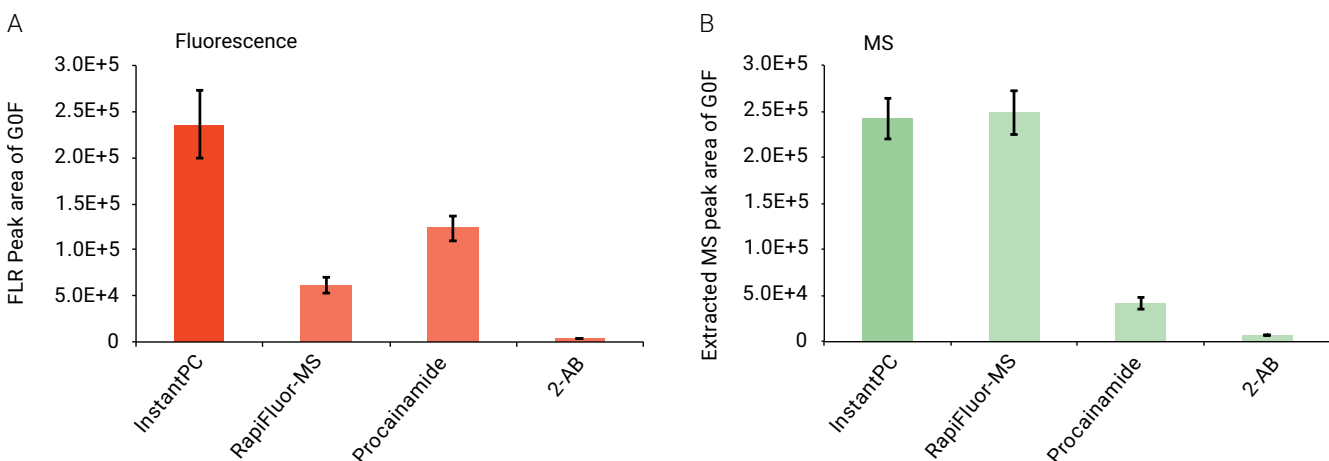 A
Fluorescence
FLR Peak area of G0F
3.0E+5
2.5E+5
2.0E+5
1.5E+5
1.0E+5
5.0E+4
0
InstantPC
RapiFluor-MS
Procainamide
2-AB
B
MS
Extracted MS peak area of G0F
3.0E+5
2.5E+5
2.0E+5
1.5E+5
1.0E+5
5.0E+4
0
InstantPC
RapiFluor-MS
Procainamide
2-AB